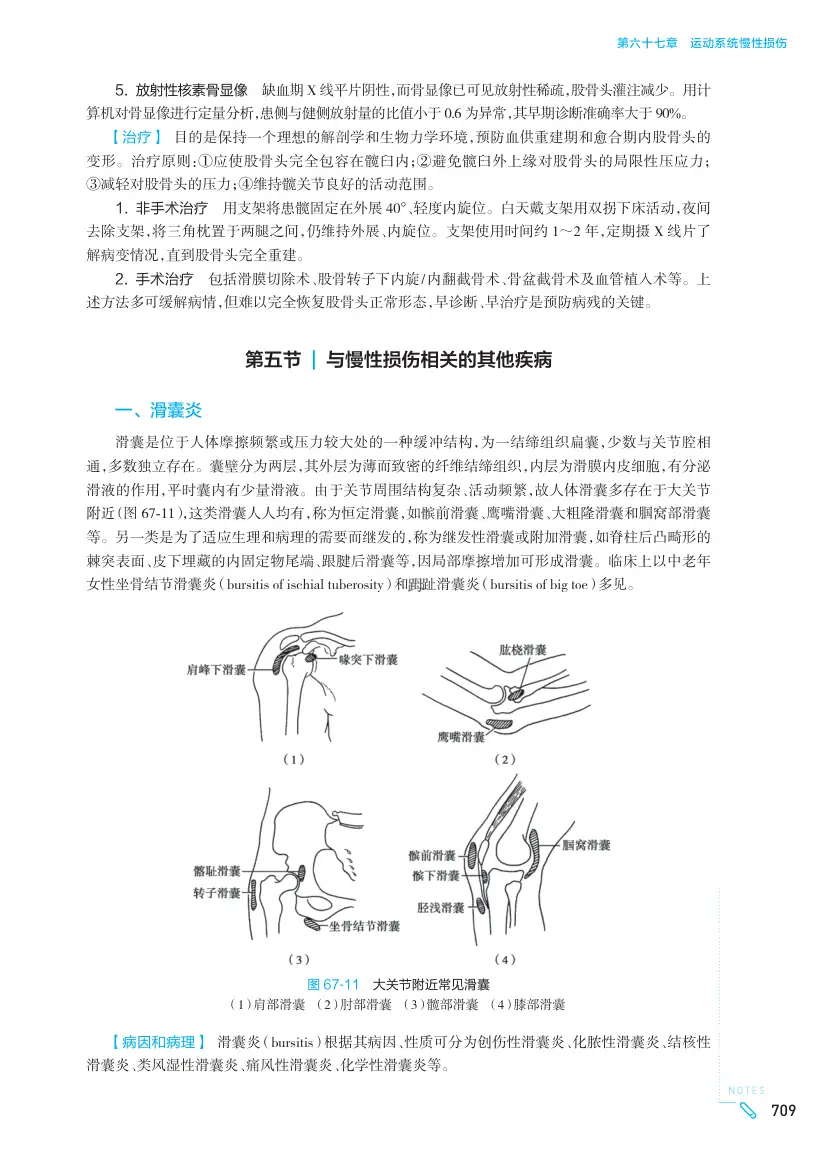 第六十七章　运动系统慢性损伤
5. 放射性核素骨显像　缺血期 X 线平片阴性,而骨显像已可见放射性稀疏,股骨头灌注减少。用计
算机对骨显像进行定量分析,患侧与健侧放射量的比值小于 0.6 为异常,其早期诊断准确率大于 90%。
【治疗】 目的是保持一个理想的解剖学和生物力学环境,预防血供重建期和愈合期内股骨头的
变形。治疗原则:①应使股骨头完全包容在髋臼内;②避免髋臼外上缘对股骨头的局限性压应力;
③减轻对股骨头的压力;④维持髋关节良好的活动范围。
1. 非手术治疗　用支架将患髋固定在外展 40°、轻度内旋位。白天戴支架用双拐下床活动,夜间
去除支架,将三角枕置于两腿之间,仍维持外展、内旋位。支架使用时间约 1～2 年,定期摄 X 线片了
解病变情况,直到股骨头完全重建。
2. 手术治疗　包括滑膜切除术、股骨转子下内旋/内翻截骨术、骨盆截骨术及血管植入术等。上
述方法多可缓解病情,但难以完全恢复股骨头正常形态,早诊断、早治疗是预防病残的关键。
第五节 | 与慢性损伤相关的其他疾病
一、滑囊炎
滑囊是位于人体摩擦频繁或压力较大处的一种缓冲结构,为一结缔组织扁囊,少数与关节腔相
通,多数独立存在。囊壁分为两层,其外层为薄而致密的纤维结缔组织,内层为滑膜内皮细胞,有分泌
滑液的作用,平时囊内有少量滑液。由于关节周围结构复杂、活动频繁,故人体滑囊多存在于大关节
附近(图 67-11),这类滑囊人人均有,称为恒定滑囊,如髌前滑囊、鹰嘴滑囊、大粗隆滑囊和腘窝部滑囊
等。另一类是为了适应生理和病理的需要而继发的,称为继发性滑囊或附加滑囊,如脊柱后凸畸形的
棘突表面、皮下埋藏的内固定物尾端、跟腱后滑囊等,因局部摩擦增加可形成滑囊。临床上以中老年
女性坐骨结节滑囊炎(bursitis of ischial tuberosity)和𧿹趾滑囊炎(bursitis of big toe)多见。
肩峰下滑囊
喙突下滑囊
(1)
肱桡滑囊
鹰嘴滑囊
(2)
髂耻滑囊
转子滑囊
坐骨结节滑囊
(3)
髌前滑囊
髌下滑囊
胫浅滑囊
腘窝滑囊
(4)
图 67-11　大关节附近常见滑囊
(1)肩部滑囊　(2)肘部滑囊　(3)髋部滑囊　(4)膝部滑囊
【病因和病理】 滑囊炎(bursitis)根据其病因、性质可分为创伤性滑囊炎、化脓性滑囊炎、结核性
滑囊炎、类风湿性滑囊炎、痛风性滑囊炎、化学性滑囊炎等。
NOTES
709